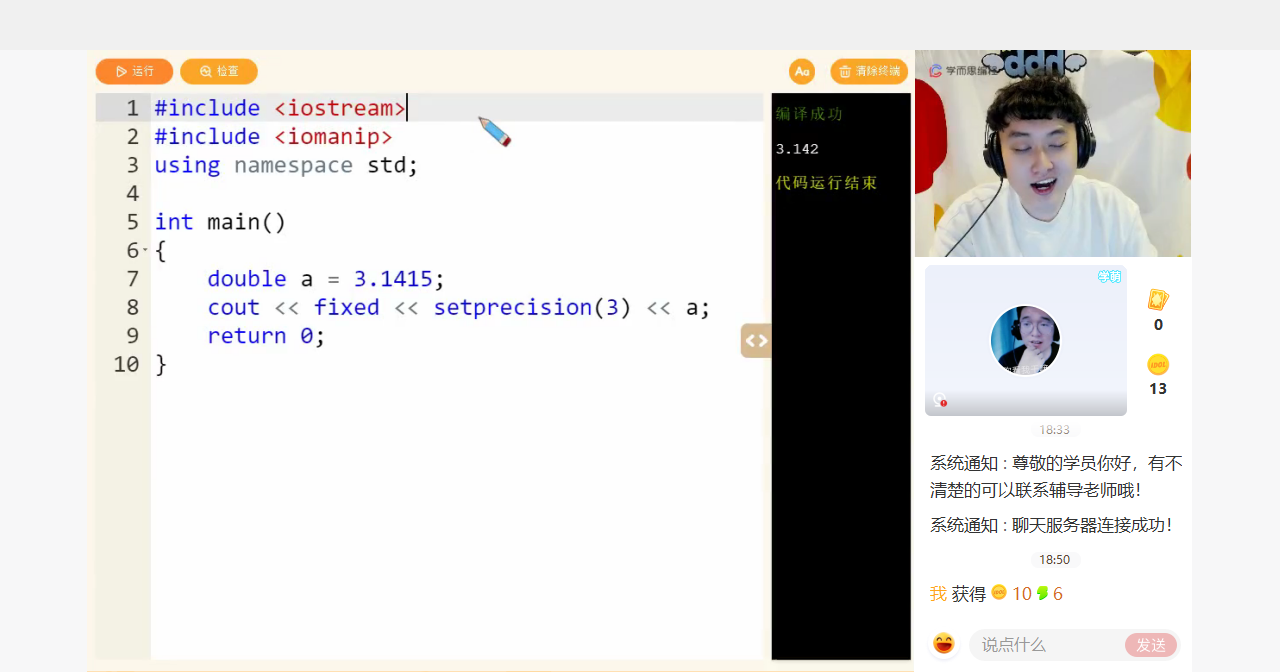 运行
检查
Aa
清除终端
1 #include <iostream>
2 #include <iomanip>
3 using namespace std;
4
5 int main()
6 {
7 double a = 3.1415;
8 cout << fixed << setprecision(3) << a;
9 return 0;
10 }
编译成功
3.142
代码运行结束
学而思编程
ddd
学萌
0
13
18:33
系统通知 : 尊敬的学员你好，有不
清楚的可以联系辅导老师哦！
系统通知 : 聊天服务器连接成功！
18:50
我 获得 10 6
说点什么
发送